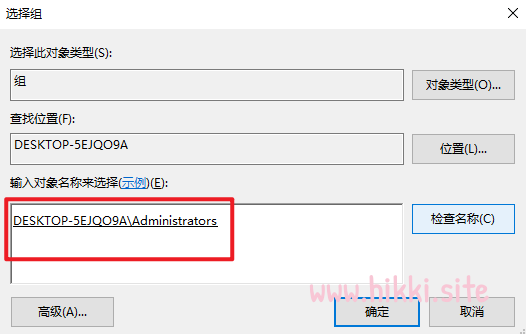 选择组
选择此对象类型(S):
组
对象类型(O)...
查找位置(F):
DESKTOP-5EJQO9A
位置(L)...
输入对象名称来选择(示例)(E):
DESKTOP-5EJQO9A\Administrators
检查名称(C)
www.hikki.site
高级(A)...
确定
取消